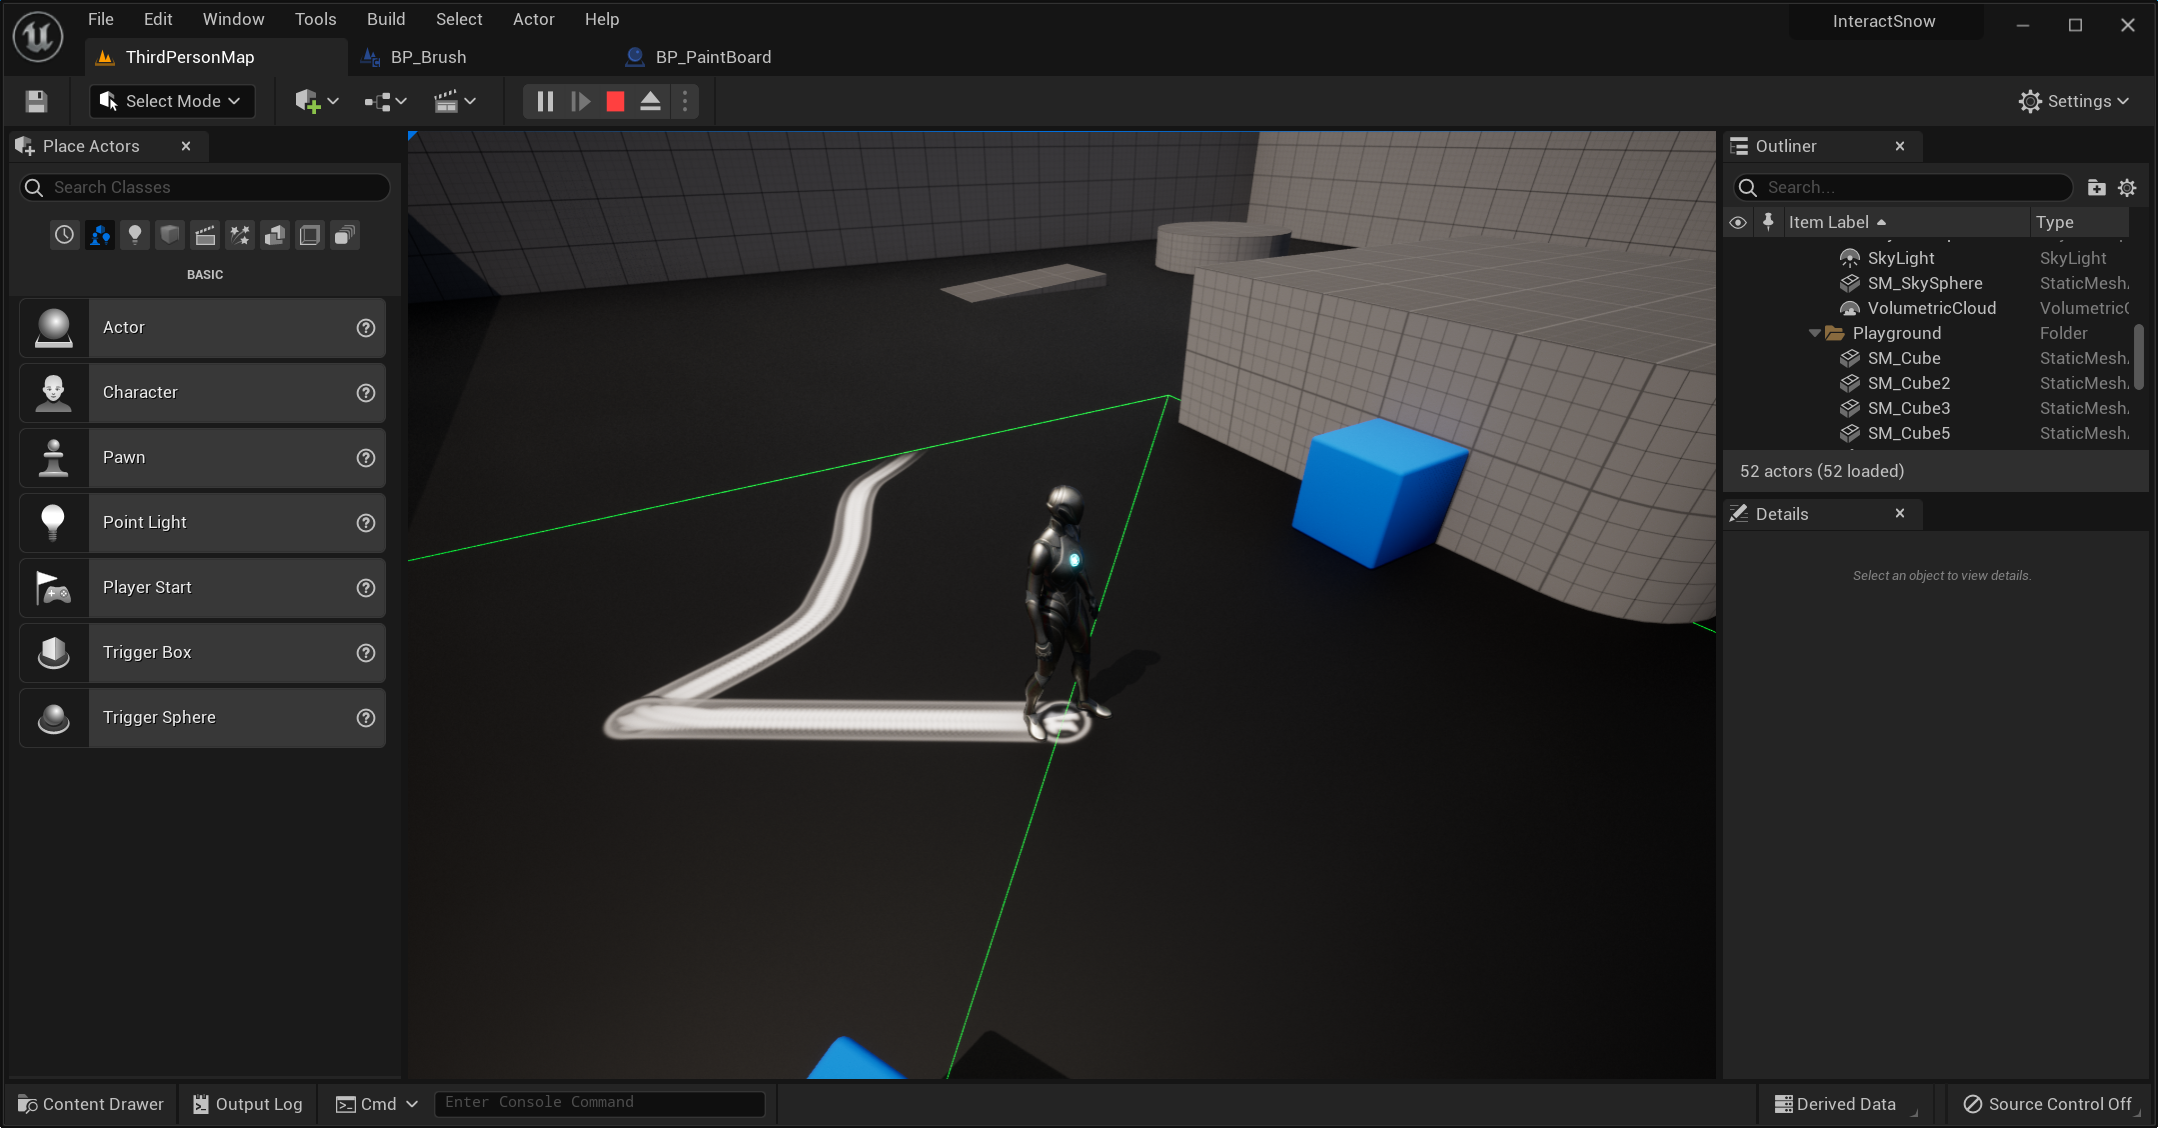 File Edit Window Tools Build Select Actor Help
InteractSnow
ThirdPersonMap BP_Brush BP_PaintBoard
Select Mode
Settings
Place Actors
Search Classes
BASIC
Actor
Character
Pawn
Point Light
Player Start
Trigger Box
Trigger Sphere
Outliner
Search...
Item Label Type
SkyLight SkyLight
SM_SkySphere StaticMesh
VolumetricCloud Volumetric
Playground Folder
SM_Cube StaticMesh
SM_Cube2 StaticMesh
SM_Cube3 StaticMesh
SM_Cube5 StaticMesh
52 actors (52 loaded)
Details
Select an object to view details.
Content Drawer Output Log Cmd Enter Console Command Derived Data Source Control Off